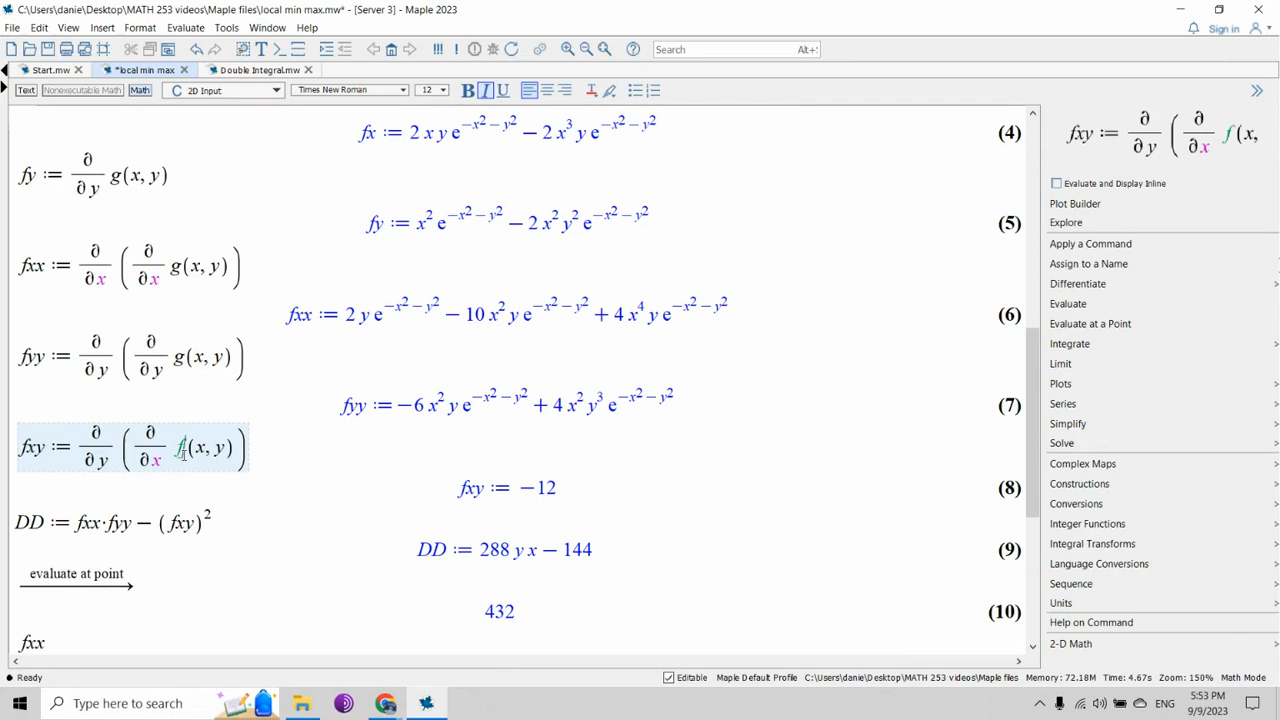 C:\Users\danie\Desktop\MATH 253 videos\Maple files\local min max.mw* - [Server 3] - Maple 2023
File Edit View Insert Format Evaluate Tools Window Help
Search Alt+S
Sign in
Start.mw *local min max Double Integral.mw
Text Nonexecutable Math Math C 2D Input Times New Roman 12 B I U
fx := 2 x y e^{-x^2 - y^2} - 2 x^3 y e^{-x^2 - y^2} (4)
fy := ∂/∂y g(x, y)
fy := x^2 e^{-x^2 - y^2} - 2 x^2 y^2 e^{-x^2 - y^2} (5)
fxx := ∂/∂x (∂/∂x g(x, y))
fxx := 2 y e^{-x^2 - y^2} - 10 x^2 y e^{-x^2 - y^2} + 4 x^4 y e^{-x^2 - y^2} (6)
fyy := ∂/∂y (∂/∂y g(x, y))
fyy := -6 x^2 y e^{-x^2 - y^2} + 4 x^2 y^3 e^{-x^2 - y^2} (7)
fxy := ∂/∂y (∂/∂x f(x, y))
fxy := -12 (8)
DD := fxx·fyy - (fxy)^2
DD := 288 y x - 144 (9)
evaluate at point
432 (10)
fxx
fxy := ∂/∂y (∂/∂x f(x,
Evaluate and Display Inline
Plot Builder
Explore
Apply a Command
Assign to a Name
Differentiate
Evaluate
Evaluate at a Point
Integrate
Limit
Plots
Series
Simplify
Solve
Complex Maps
Constructions
Conversions
Integer Functions
Integral Transforms
Language Conversions
Sequence
Units
Help on Command
2-D Math
Ready
Editable Maple Default Profile C:\Users\danie\Desktop\MATH 253 videos\Maple files Memory: 72.18M Time: 4.67s Zoom: 150% Math Mode
Type here to search
ENG
5:53 PM
9/9/2023